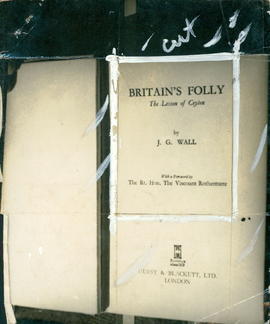 cut
BRITAIN'S FOLLY
The Lesson of Ceylon
by
J. G. WALL
With a Foreword by
The Rt. Hon. The Viscount Rothermere
HURST & BLACKETT, LTD.
LONDON